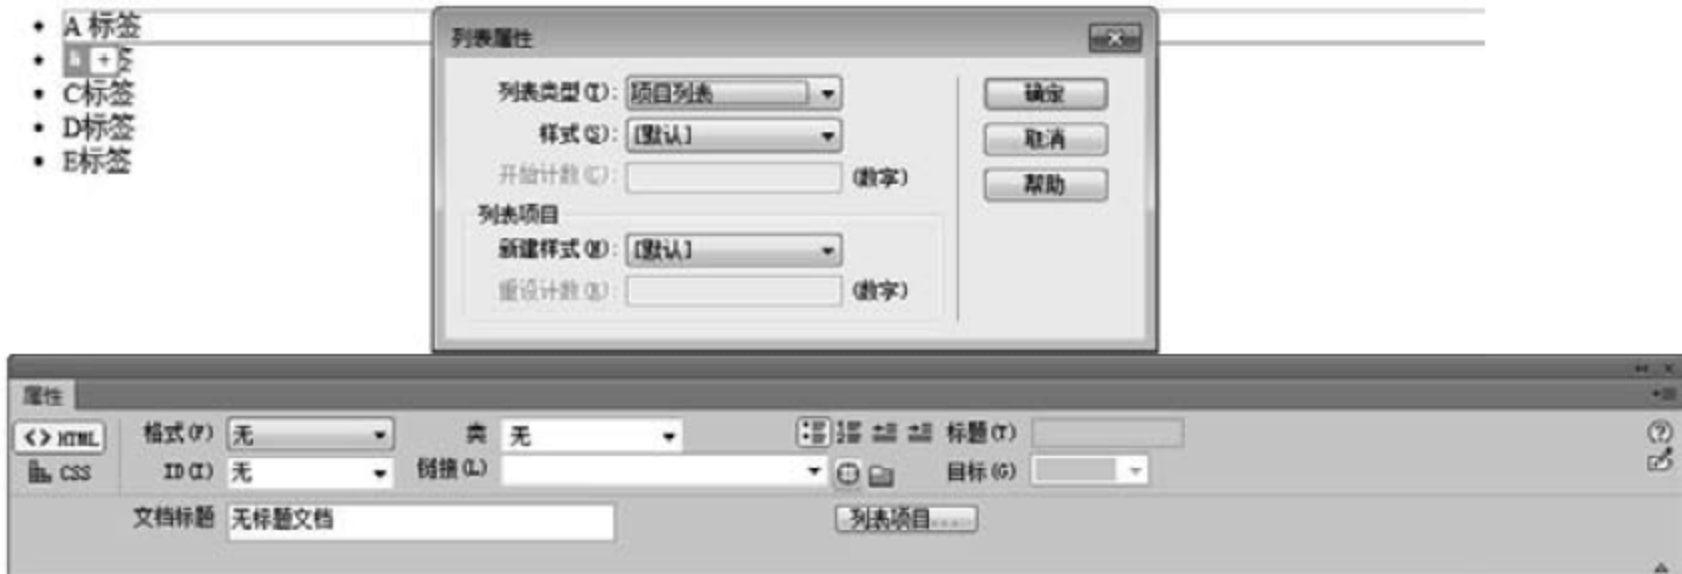 A 标签
C标签
D标签
E标签
列表属性
列表类型(T): 项目列表
样式(S): [默认]
开始计数(C): (数字)
列表项目
新建样式(N): [默认]
重设计数(R): (数字)
确定
取消
帮助
属性
<> HTML 格式(F) 无 类 无 标题(T)
CSS ID(I) 无 链接(L) 目标(G)
文档标题 无标题文档 列表项目...